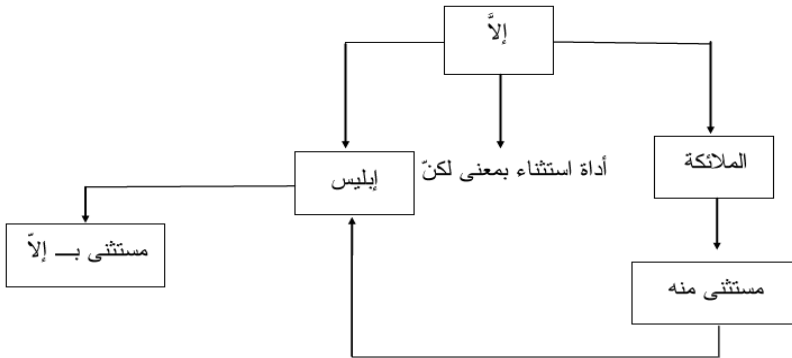 إلاَّ
الملائكة
أداة استثناء بمعنى لكنّ
إبليس
مستثنى بـــ إلاّ
مستثنى منه